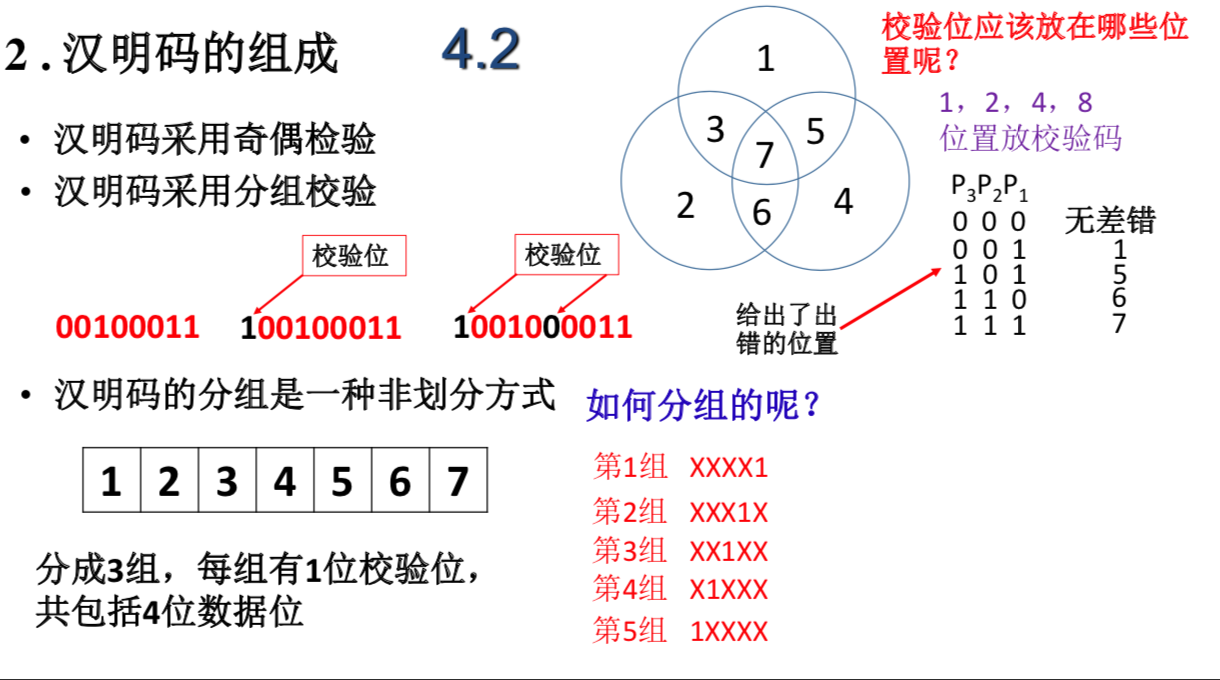 2 . 汉明码的组成
4.2
• 汉明码采用奇偶检验
• 汉明码采用分组校验
校验位
校验位
00100011
100100011
1001000011
1
3
5
7
2
6
4
校验位应该放在哪些位
置呢？
1，2，4，8
位置放校验码
P3P2P1
0 0 0 无差错
0 0 1 1
1 0 1 5
1 1 0 6
1 1 1 7
给出了出
错的位置
• 汉明码的分组是一种非划分方式
1 2 3 4 5 6 7
分成3组，每组有1位校验位，
共包括4位数据位
如何分组的呢？
第1组 XXXX1
第2组 XXX1X
第3组 XX1XX
第4组 X1XXX
第5组 1XXXX